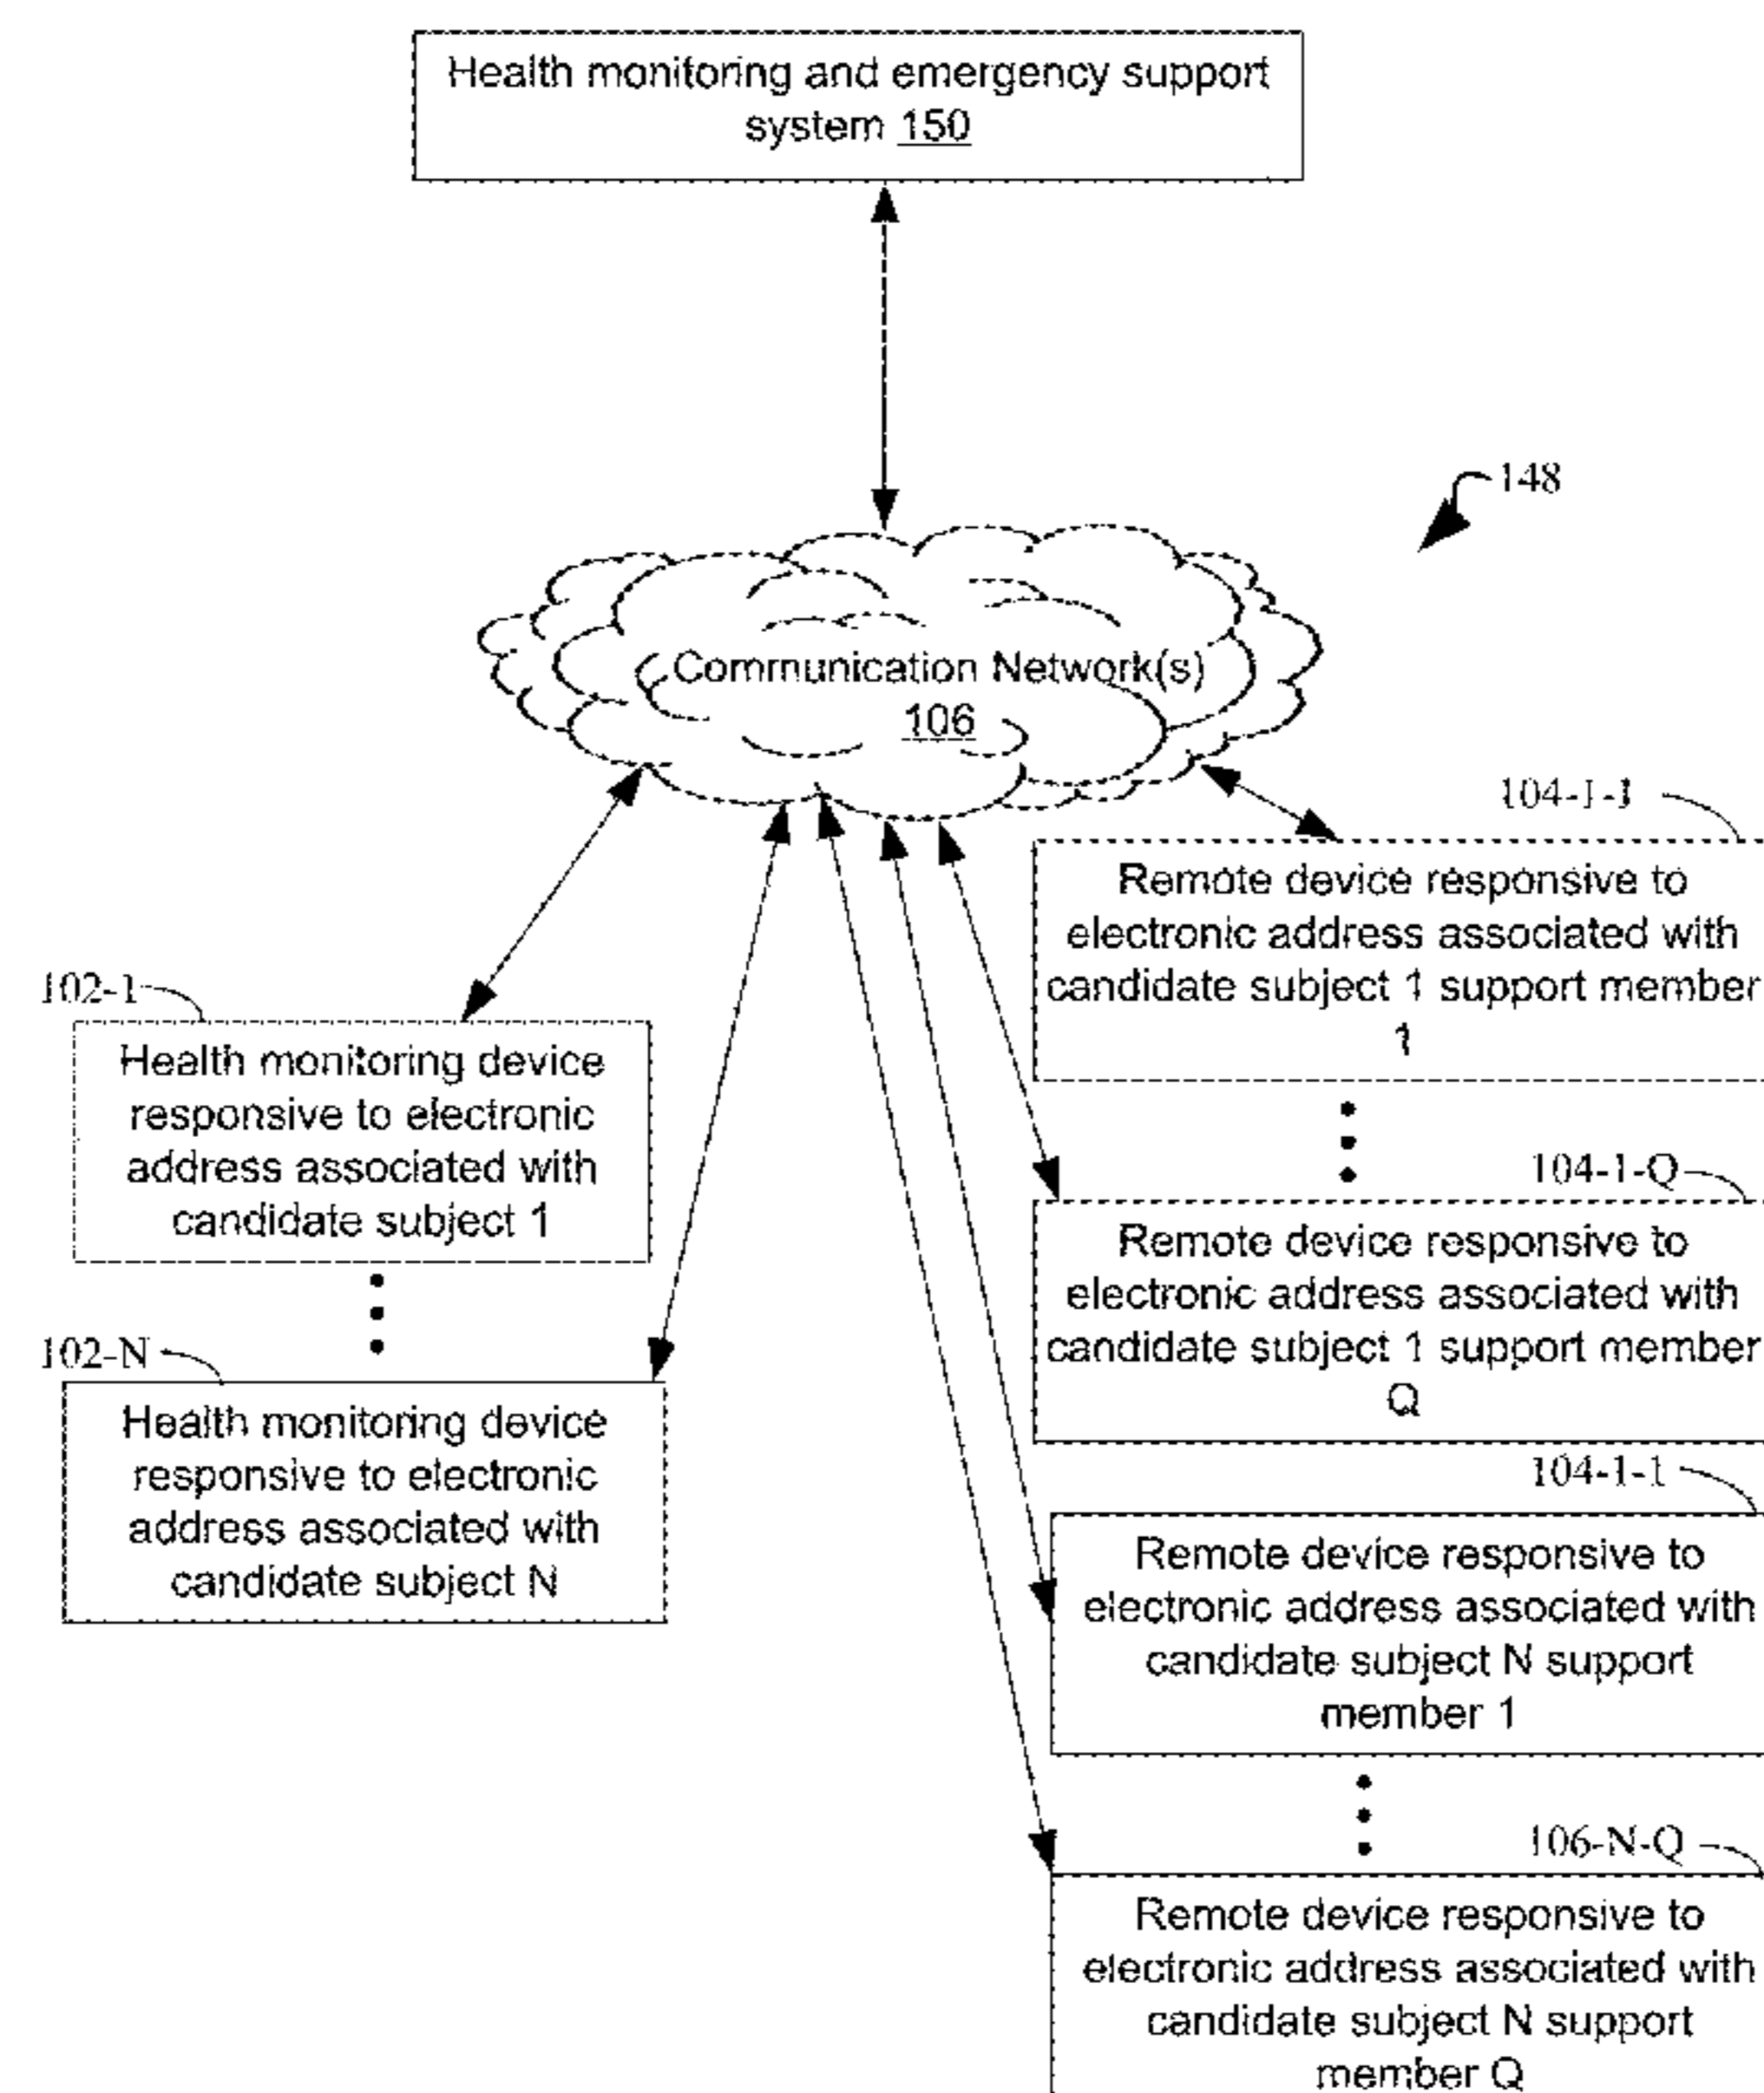 Health monitoring and emergency support
system 150
148
Communication Network(s)
106
104-1-1
Remote device responsive to
electronic address associated with
candidate subject 1 support member
1
102-1
Health monitoring device
responsive to electronic
address associated with
candidate subject 1
104-1-Q
Remote device responsive to
electronic address associated with
candidate subject 1 support member
Q
102-N
Health monitoring device
responsive to electronic
address associated with
candidate subject N
104-1-1
Remote device responsive to
electronic address associated with
candidate subject N support
member 1
106-N-Q
Remote device responsive to
electronic address associated with
candidate subject N support
member Q